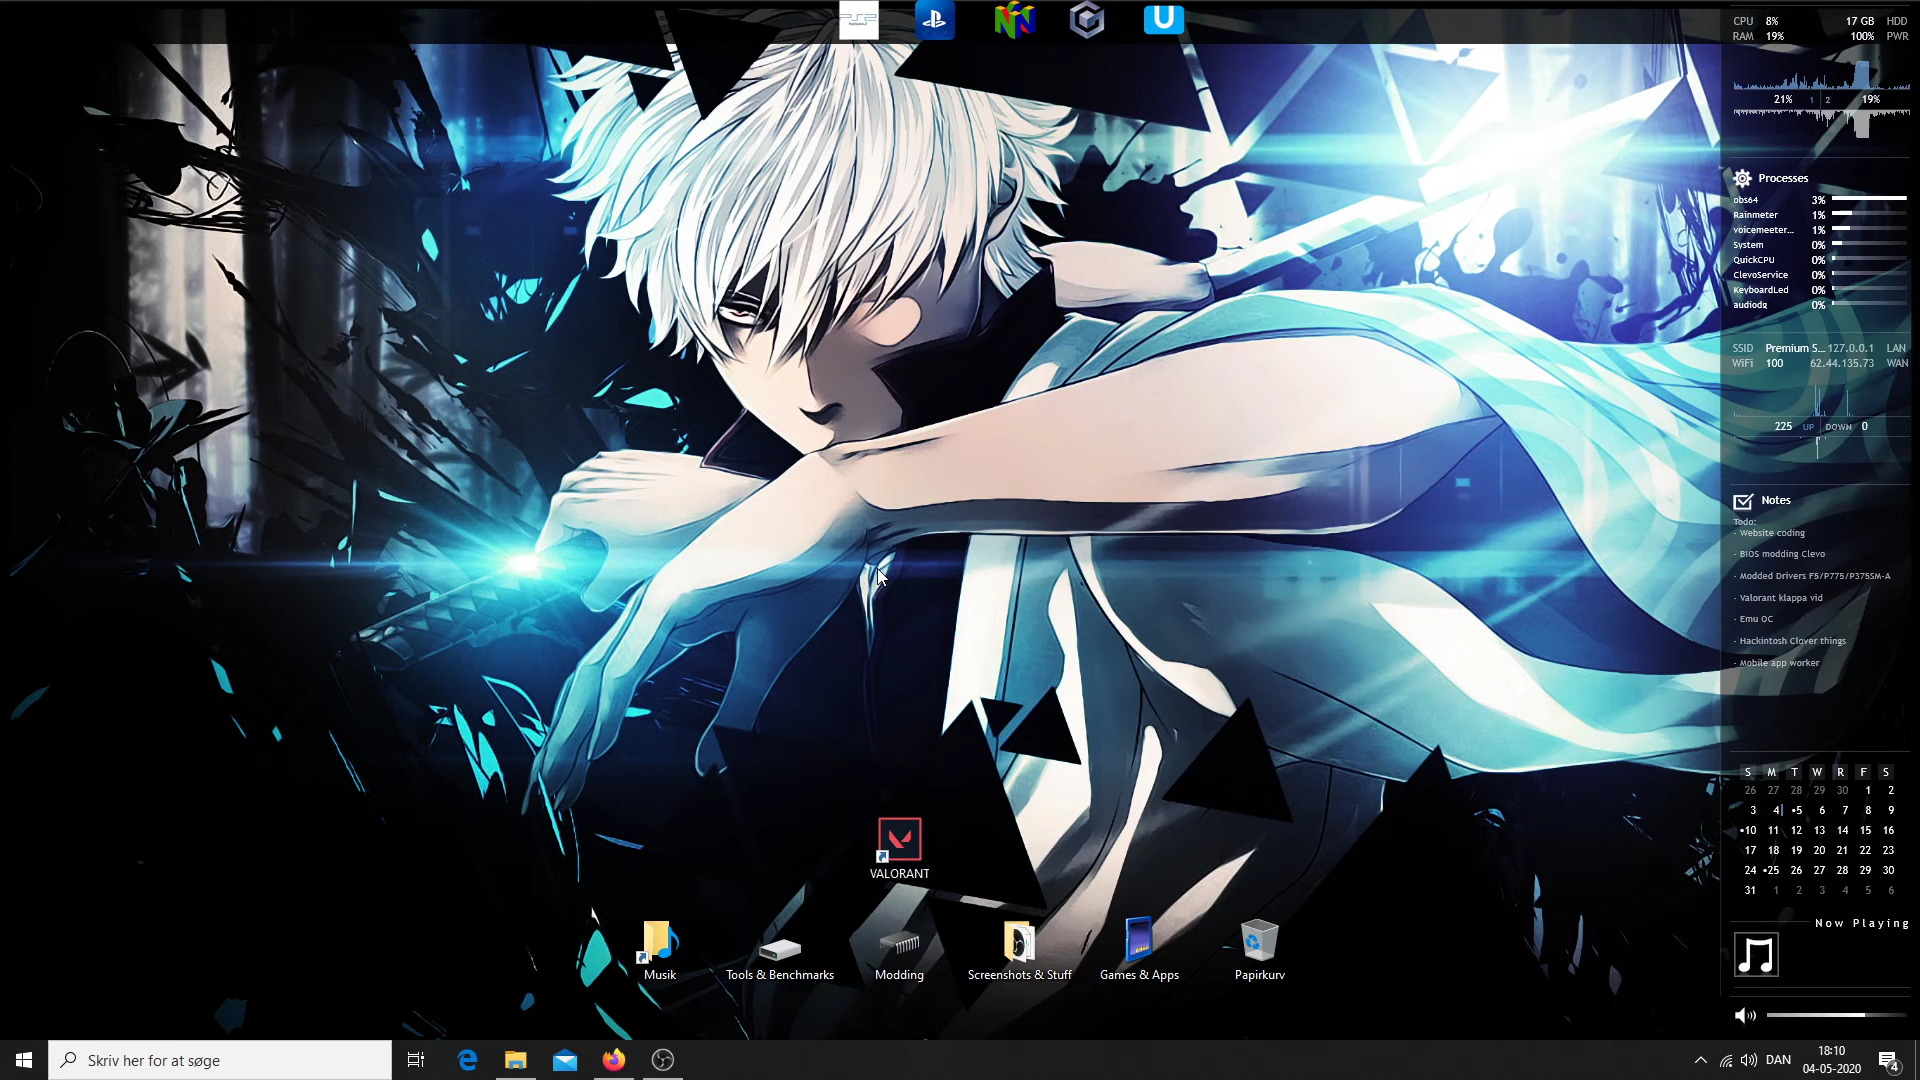 CPU 8% 17 GB HDD
RAM 19% 100% PWR
21% 1 2 19%
Processes
obs64 3%
Rainmeter 1%
voicemeeter... 1%
System 0%
QuickCPU 0%
ClevoService 0%
KeyboardLed 0%
audiodg 0%
SSID Premium S... 127.0.0.1 LAN
WiFi 100 62.44.135.73 WAN
225 UP DOWN 0
Notes
Todo:
- Website coding
- BIOS modding Clevo
- Modded Drivers F5/P775/P375SM-A
- Valorant klappa vid
- Emu OC
- Hackintosh Clover things
- Mobile app worker
S M T W R F S
26 27 28 29 30 1 2
3 4 •5 6 7 8 9
•10 11 12 13 14 15 16
17 18 19 20 21 22 23
24 •25 26 27 28 29 30
31 1 2 3 4 5 6
Now Playing
VALORANT
Musik
Tools & Benchmarks
Modding
Screenshots & Stuff
Games & Apps
Papirkurv
Skriv her for at søge
DAN
18:10
04-05-2020
4